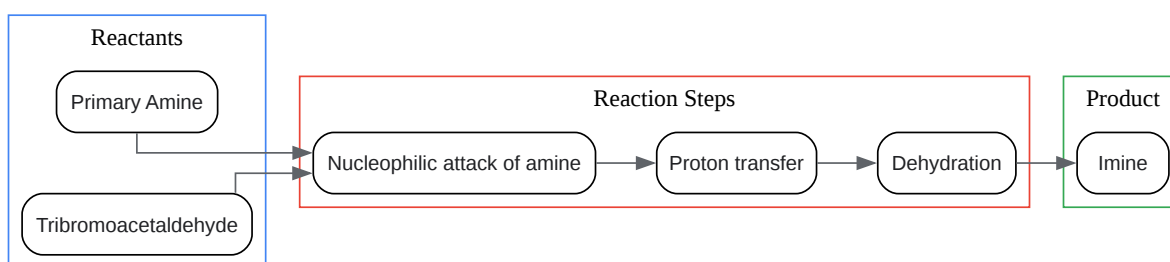 Reactants
Primary Amine
Tribromoacetaldehyde
Reaction Steps
Nucleophilic attack of amine
Proton transfer
Dehydration
Product
Imine